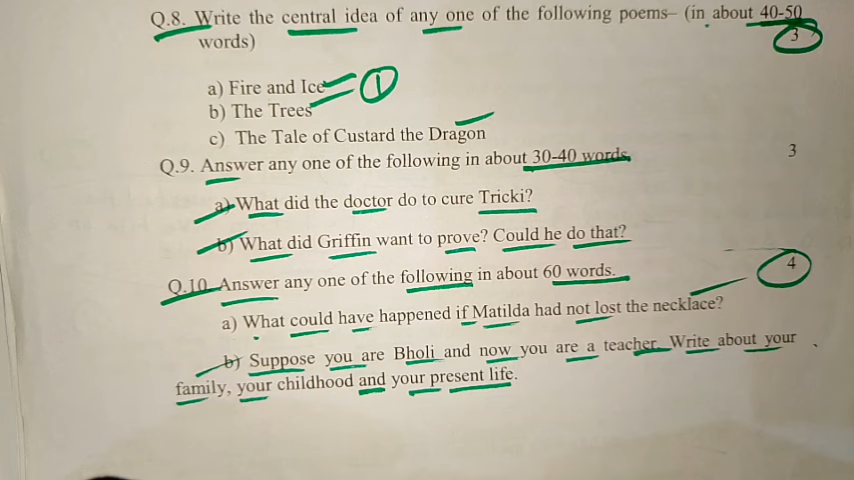 Q.8. Write the central idea of any one of the following poems– (in about 40-50
words) 3
a) Fire and Ice 1
b) The Trees
c) The Tale of Custard the Dragon
Q.9. Answer any one of the following in about 30-40 words. 3
a) What did the doctor do to cure Tricki?
b) What did Griffin want to prove? Could he do that?
Q.10. Answer any one of the following in about 60 words. 4
a) What could have happened if Matilda had not lost the necklace?
b) Suppose you are Bholi and now you are a teacher. Write about your
family, your childhood and your present life.